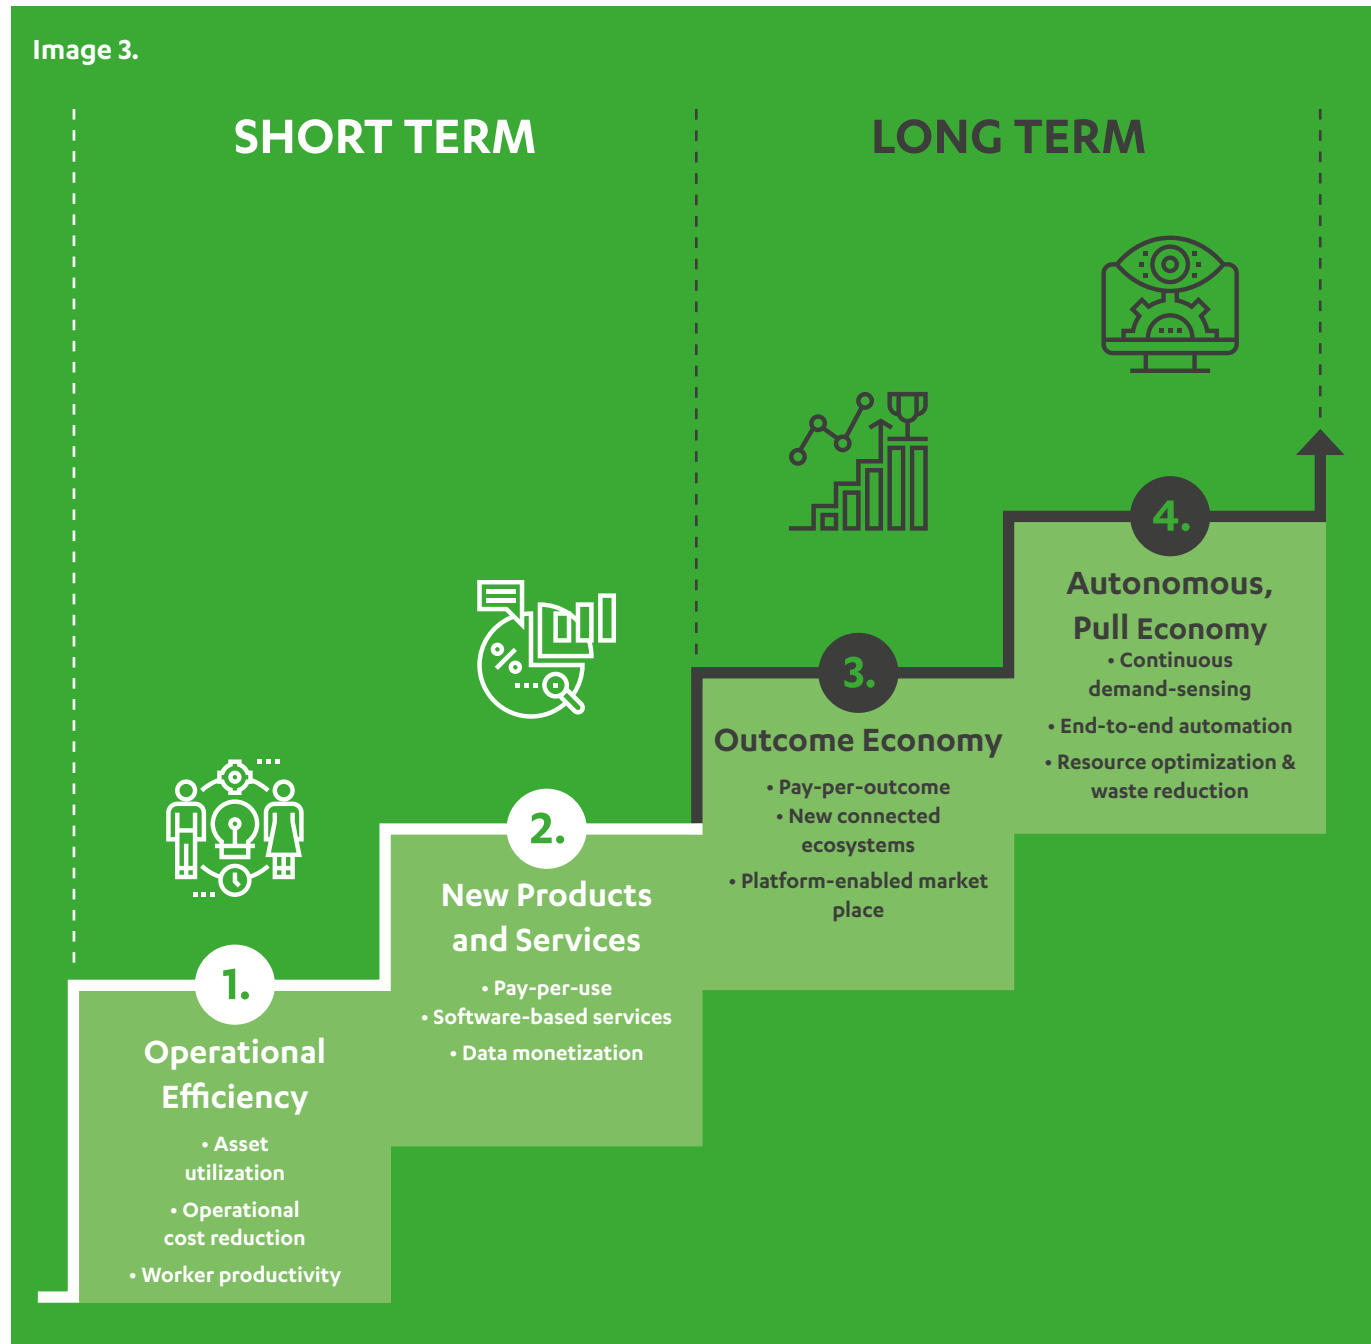 Image 3.
SHORT TERM
LONG TERM
1.
Operational
Efficiency
• Asset
utilization
• Operational
cost reduction
• Worker productivity
2.
New Products
and Services
• Pay-per-use
• Software-based services
• Data monetization
3.
Outcome Economy
• Pay-per-outcome
• New connected
ecosystems
• Platform-enabled market
place
4.
Autonomous,
Pull Economy
• Continuous
demand-sensing
• End-to-end automation
• Resource optimization &
waste reduction
%